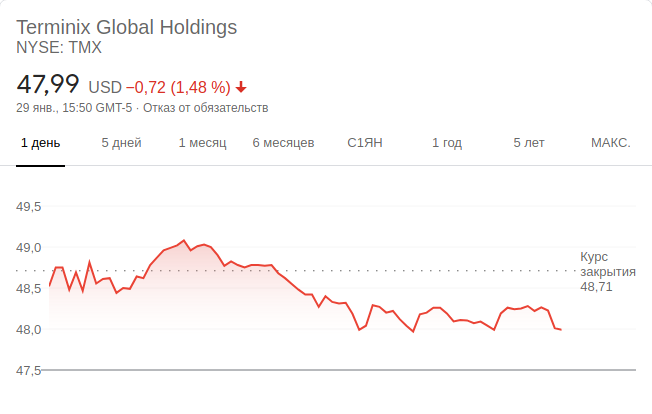 Terminix Global Holdings
NYSE: TMX
47,99 USD −0,72 (1,48 %)
29 янв., 15:50 GMT-5 · Отказ от обязательств
1 день 5 дней 1 месяц 6 месяцев С1ЯН 1 год 5 лет МАКС.
49,5
49,0
48,5
48,0
47,5
Курс
закрытия
48,71